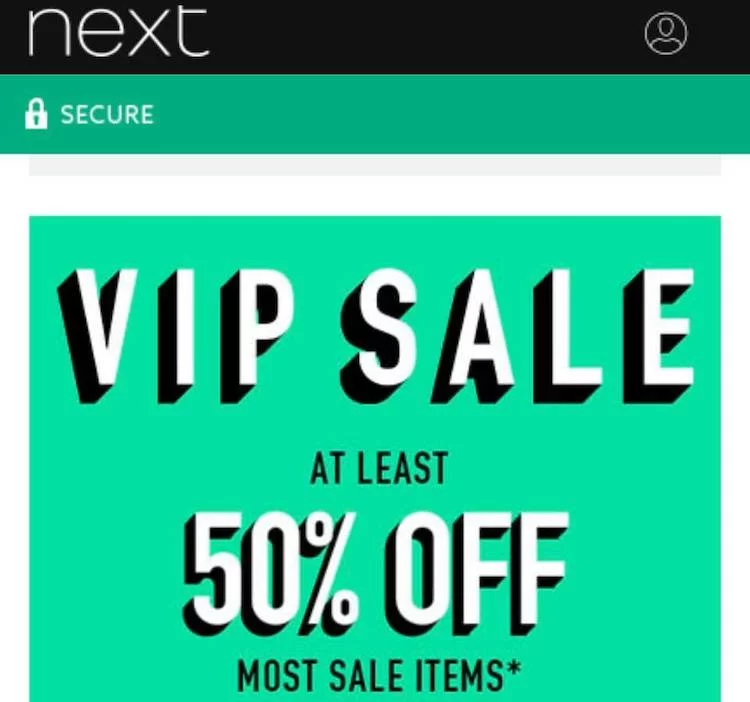 next
SECURE
VIP SALE
AT LEAST
50% OFF
MOST SALE ITEMS*